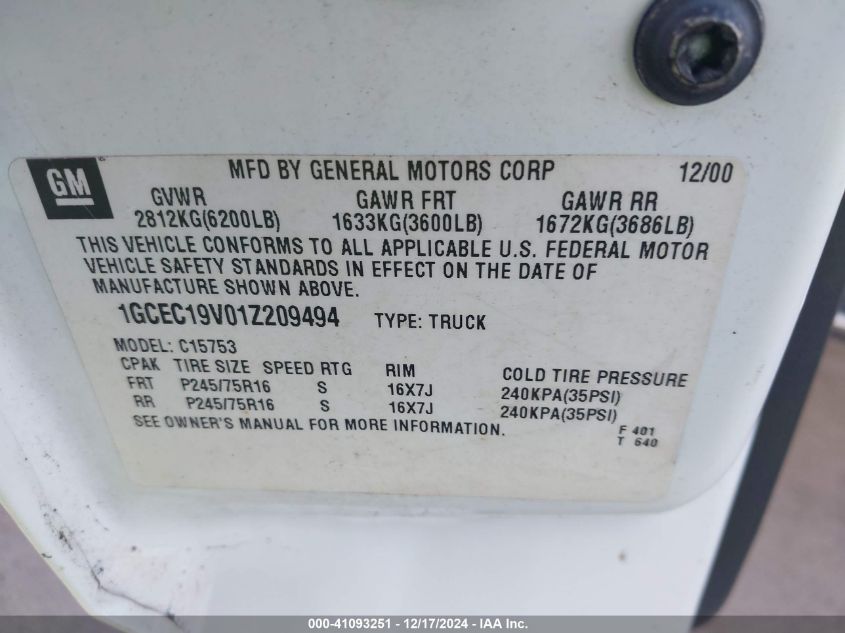 GM
MFD BY GENERAL MOTORS CORP 12/00
GVWR GAWR FRT GAWR RR
2812KG(6200LB) 1633KG(3600LB) 1672KG(3686LB)
THIS VEHICLE CONFORMS TO ALL APPLICABLE U.S. FEDERAL MOTOR
VEHICLE SAFETY STANDARDS IN EFFECT ON THE DATE OF
MANUFACTURE SHOWN ABOVE.
1GCEC19V01Z209494 TYPE: TRUCK
MODEL: C15753
CPAK TIRE SIZE SPEED RTG RIM COLD TIRE PRESSURE
FRT P245/75R16 S 16X7J 240KPA(35PSI)
RR P245/75R16 S 16X7J 240KPA(35PSI)
SEE OWNER'S MANUAL FOR MORE INFORMATION.
F 401
T 640
000-41093251 - 12/17/2024 - IAA Inc.